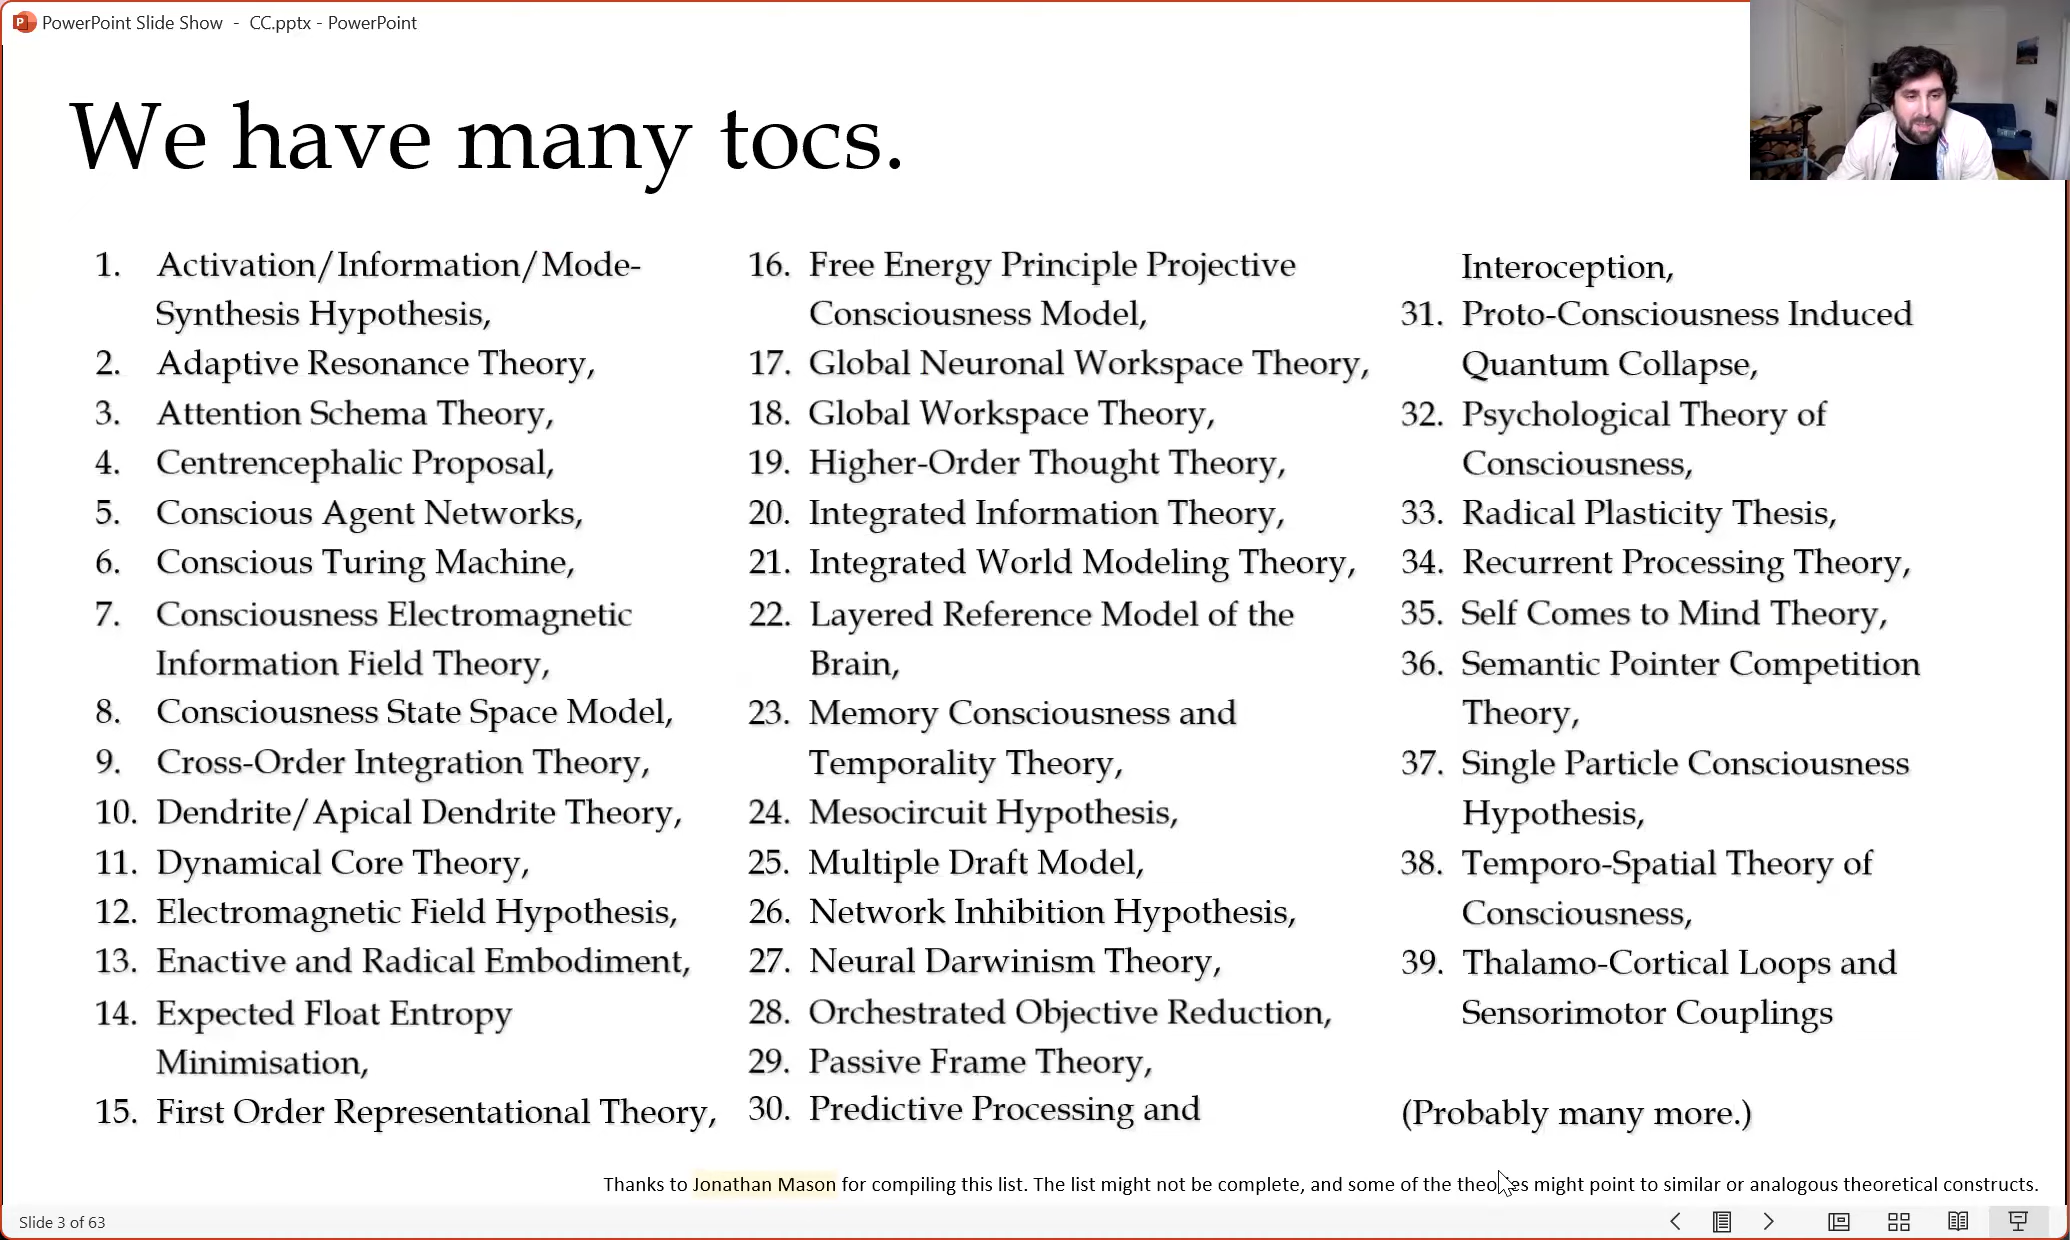 PowerPoint Slide Show - CC.pptx - PowerPoint
We have many tocs.
1. Activation/Information/Mode-
Synthesis Hypothesis,
2. Adaptive Resonance Theory,
3. Attention Schema Theory,
4. Centrencephalic Proposal,
5. Conscious Agent Networks,
6. Conscious Turing Machine,
7. Consciousness Electromagnetic
Information Field Theory,
8. Consciousness State Space Model,
9. Cross-Order Integration Theory,
10. Dendrite/Apical Dendrite Theory,
11. Dynamical Core Theory,
12. Electromagnetic Field Hypothesis,
13. Enactive and Radical Embodiment,
14. Expected Float Entropy
Minimisation,
15. First Order Representational Theory,
16. Free Energy Principle Projective
Consciousness Model,
17. Global Neuronal Workspace Theory,
18. Global Workspace Theory,
19. Higher-Order Thought Theory,
20. Integrated Information Theory,
21. Integrated World Modeling Theory,
22. Layered Reference Model of the
Brain,
23. Memory Consciousness and
Temporality Theory,
24. Mesocircuit Hypothesis,
25. Multiple Draft Model,
26. Network Inhibition Hypothesis,
27. Neural Darwinism Theory,
28. Orchestrated Objective Reduction,
29. Passive Frame Theory,
30. Predictive Processing and
Interoception,
31. Proto-Consciousness Induced
Quantum Collapse,
32. Psychological Theory of
Consciousness,
33. Radical Plasticity Thesis,
34. Recurrent Processing Theory,
35. Self Comes to Mind Theory,
36. Semantic Pointer Competition
Theory,
37. Single Particle Consciousness
Hypothesis,
38. Temporo-Spatial Theory of
Consciousness,
39. Thalamo-Cortical Loops and
Sensorimotor Couplings
(Probably many more.)
Thanks to Jonathan Mason for compiling this list. The list might not be complete, and some of the theories might point to similar or analogous theoretical constructs.
Slide 3 of 63